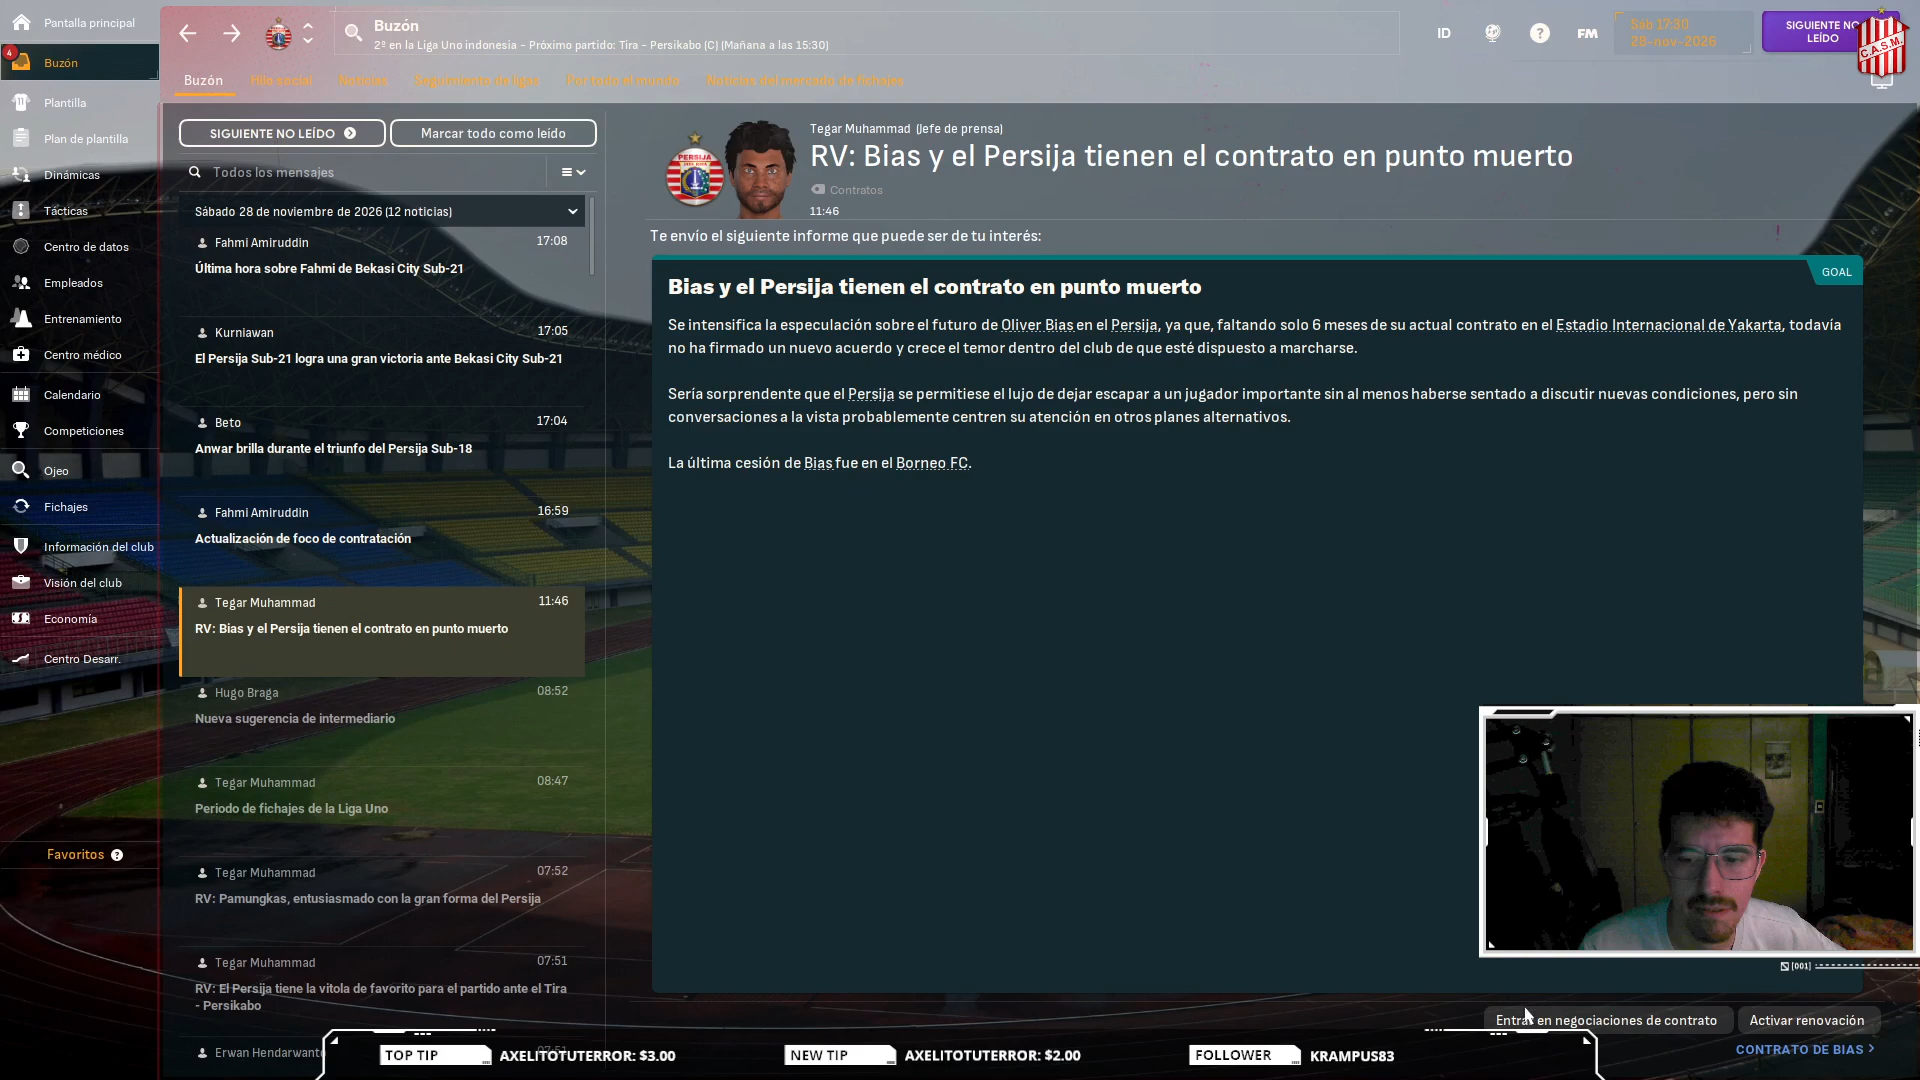 Pantalla principal
4
Buzón
Plantilla
Plan de plantilla
Dinámicas
Tácticas
Centro de datos
Empleados
Entrenamiento
Centro médico
Calendario
Competiciones
Ojeo
Fichajes
Información del club
Visión del club
Economía
Centro Desarr.
Favoritos ?
Buzón
2º en la Liga Uno indonesia - Próximo partido: Tira - Persikabo (C) (Mañana a las 15:30)
ID
?
FM
Sáb 17:30
28-nov-2026
SIGUIENTE NO
LEÍDO
C.A.S.M.
Buzón
Hilo social
Noticias
Seguimiento de ligas
Por todo el mundo
Noticias del mercado de fichajes
SIGUIENTE NO LEÍDO
Marcar todo como leído
Todos los mensajes
Sábado 28 de noviembre de 2026 (12 noticias)
Fahmi Amiruddin 17:08
Última hora sobre Fahmi de Bekasi City Sub-21
Kurniawan 17:05
El Persija Sub-21 logra una gran victoria ante Bekasi City Sub-21
Beto 17:04
Anwar brilla durante el triunfo del Persija Sub-18
Fahmi Amiruddin 16:59
Actualización de foco de contratación
Tegar Muhammad 11:46
RV: Bias y el Persija tienen el contrato en punto muerto
Hugo Braga 08:52
Nueva sugerencia de intermediario
Tegar Muhammad 08:47
Periodo de fichajes de la Liga Uno
Tegar Muhammad 07:52
RV: Pamungkas, entusiasmado con la gran forma del Persija
Tegar Muhammad 07:51
RV: El Persija tiene la vitola de favorito para el partido ante el Tira
- Persikabo
Erwan Hendarwanto 07:51
PERSIJA
Tegar Muhammad (Jefe de prensa)
RV: Bias y el Persija tienen el contrato en punto muerto
Contratos
11:46
Te envío el siguiente informe que puede ser de tu interés:
GOAL
Bias y el Persija tienen el contrato en punto muerto
Se intensifica la especulación sobre el futuro de Oliver Bias en el Persija, ya que, faltando solo 6 meses de su actual contrato en el Estadio Internacional de Yakarta, todavía
no ha firmado un nuevo acuerdo y crece el temor dentro del club de que esté dispuesto a marcharse.
Sería sorprendente que el Persija se permitiese el lujo de dejar escapar a un jugador importante sin al menos haberse sentado a discutir nuevas condiciones, pero sin
conversaciones a la vista probablemente centren su atención en otros planes alternativos.
La última cesión de Bias fue en el Borneo FC.
[001]
Entrar en negociaciones de contrato
Activar renovación
CONTRATO DE BIAS >
TOP TIP AXELITOTUTERROR: $3.00
NEW TIP AXELITOTUTERROR: $2.00
FOLLOWER KRAMPUS83